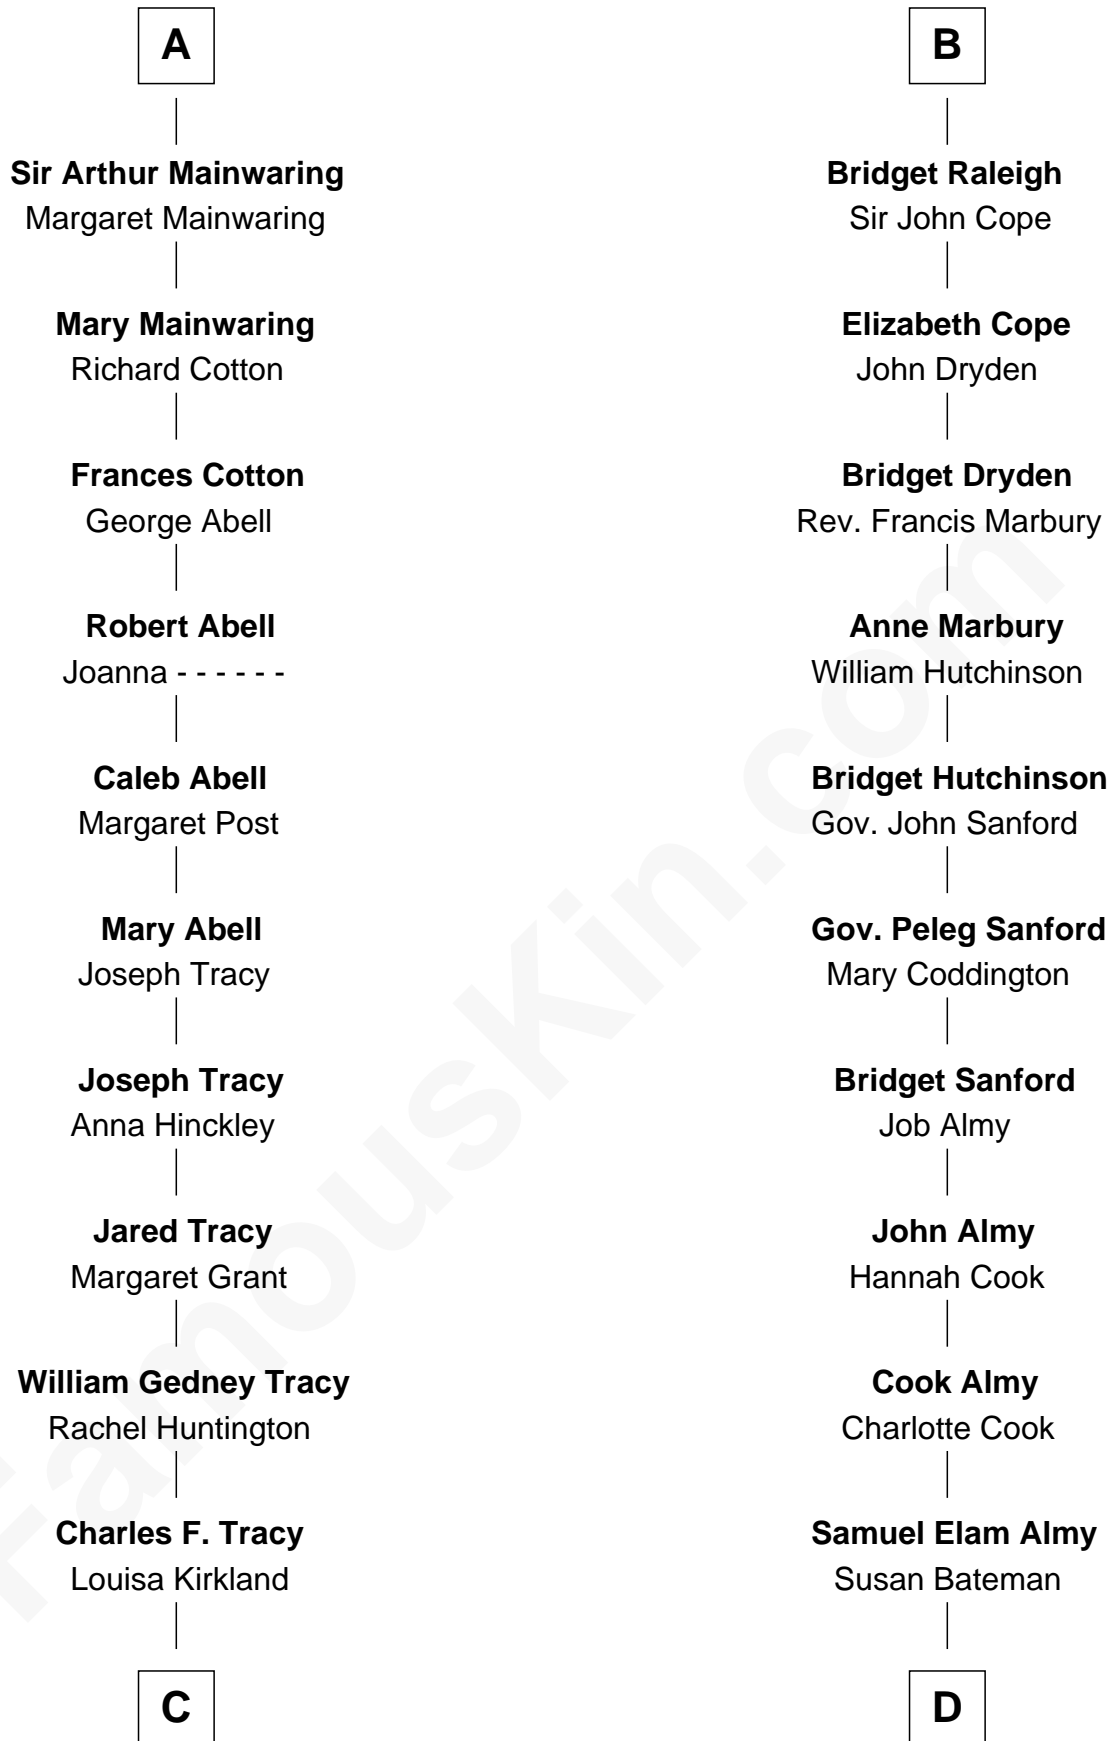 A
Sir Arthur Mainwaring
Margaret Mainwaring
Mary Mainwaring
Richard Cotton
Frances Cotton
George Abell
Robert Abell
Joanna - - - - - -
Caleb Abell
Margaret Post
Mary Abell
Joseph Tracy
Joseph Tracy
Anna Hinckley
Jared Tracy
Margaret Grant
William Gedney Tracy
Rachel Huntington
Charles F. Tracy
Louisa Kirkland
C
B
Bridget Raleigh
Sir John Cope
Elizabeth Cope
John Dryden
Bridget Dryden
Rev. Francis Marbury
Anne Marbury
William Hutchinson
Bridget Hutchinson
Gov. John Sanford
Gov. Peleg Sanford
Mary Coddington
Bridget Sanford
Job Almy
John Almy
Hannah Cook
Cook Almy
Charlotte Cook
Samuel Elam Almy
Susan Bateman
D
FamousKin.com